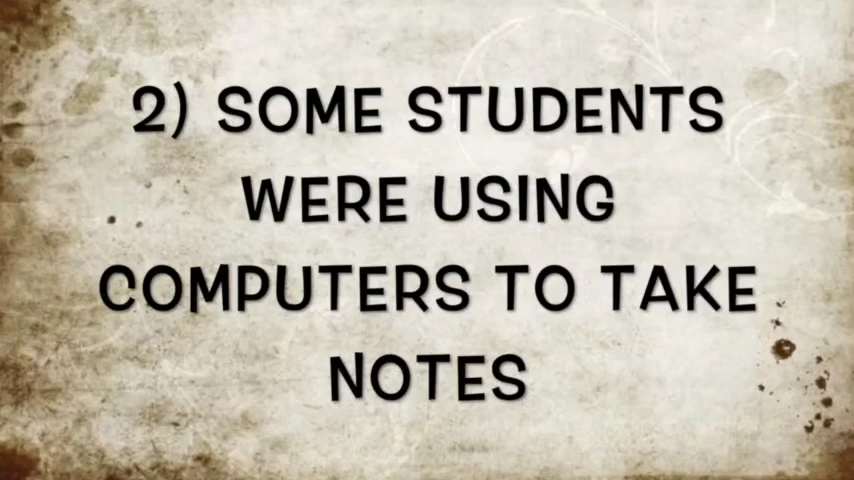 2) SOME STUDENTS
WERE USING
COMPUTERS TO TAKE
NOTES